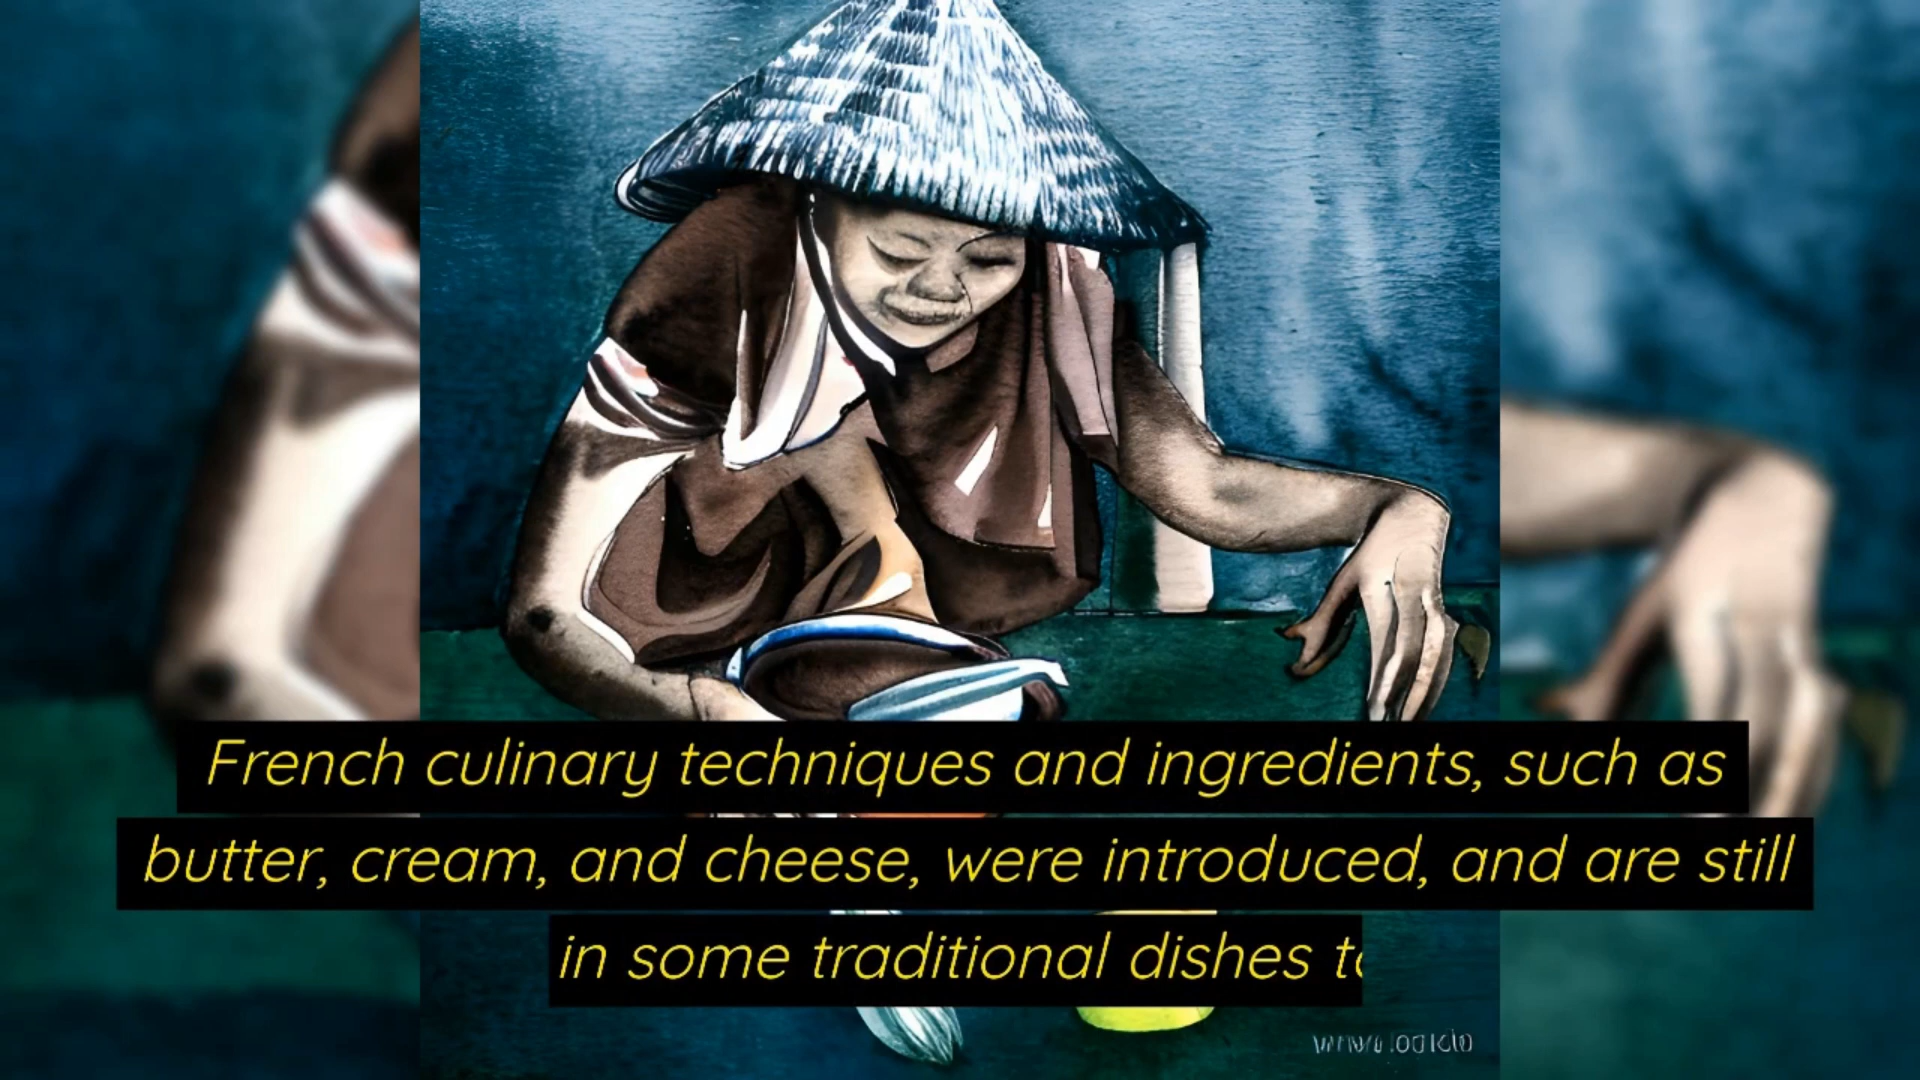 French culinary techniques and ingredients, such as
butter, cream, and cheese, were introduced, and are still
in some traditional dishes